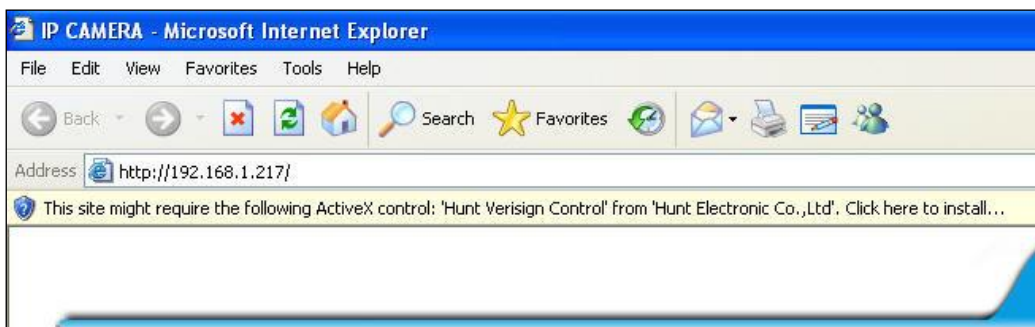 IP CAMERA - Microsoft Internet Explorer
File Edit View Favorites Tools Help
Back Search Favorites
Address http://192.168.1.217/
This site might require the following ActiveX control: 'Hunt Verisign Control' from 'Hunt Electronic Co.,Ltd'. Click here to install...